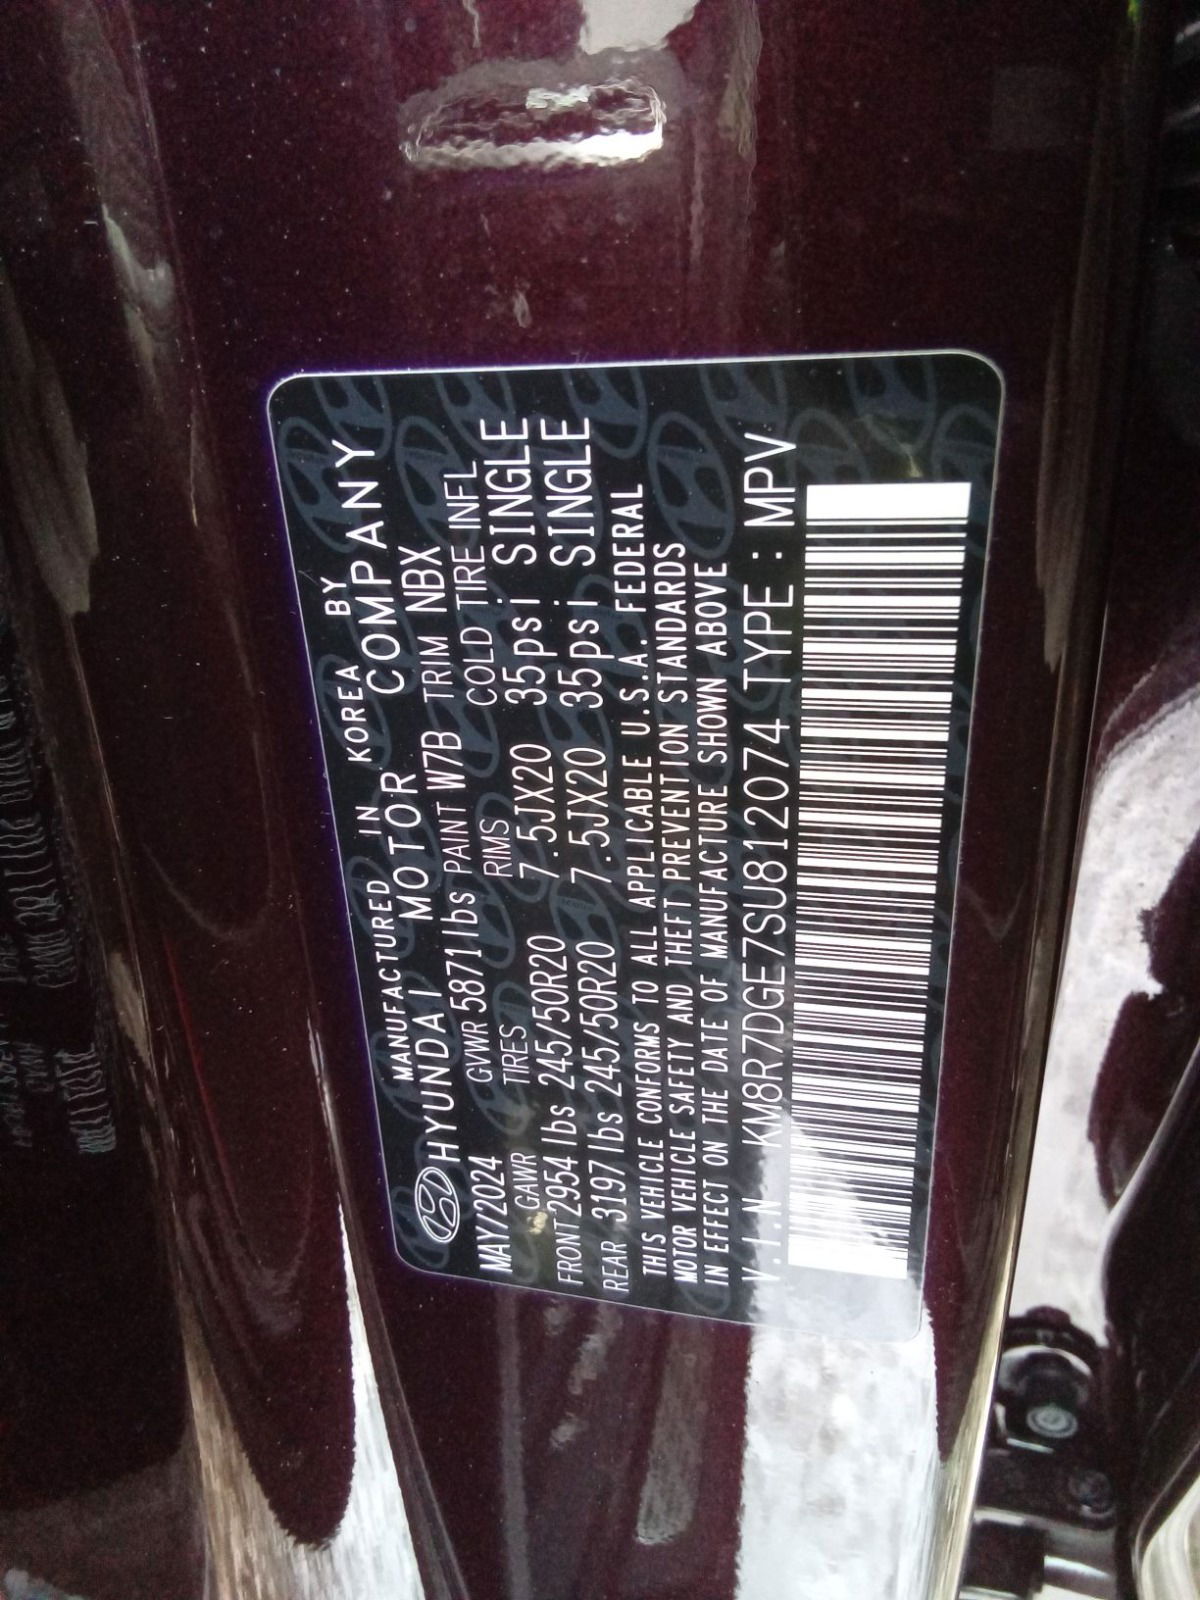 MANUFACTURED IN KOREA BY
HYUNDAI MOTOR COMPANY
MAY/2024 GVWR 5871lbs PAINT W7B TRIM NBX
GAWR TIRES RIMS COLD TIRE INFL
FRONT 2954 lbs 245/50R20 7.5JX20 35psi SINGLE
REAR 3197 lbs 245/50R20 7.5JX20 35psi SINGLE
THIS VEHICLE CONFORMS TO ALL APPLICABLE U.S.A. FEDERAL
MOTOR VEHICLE SAFETY AND THEFT PREVENTION STANDARDS
IN EFFECT ON THE DATE OF MANUFACTURE SHOWN ABOVE
V.I.N KM8R7DGE7SU812074 TYPE : MPV